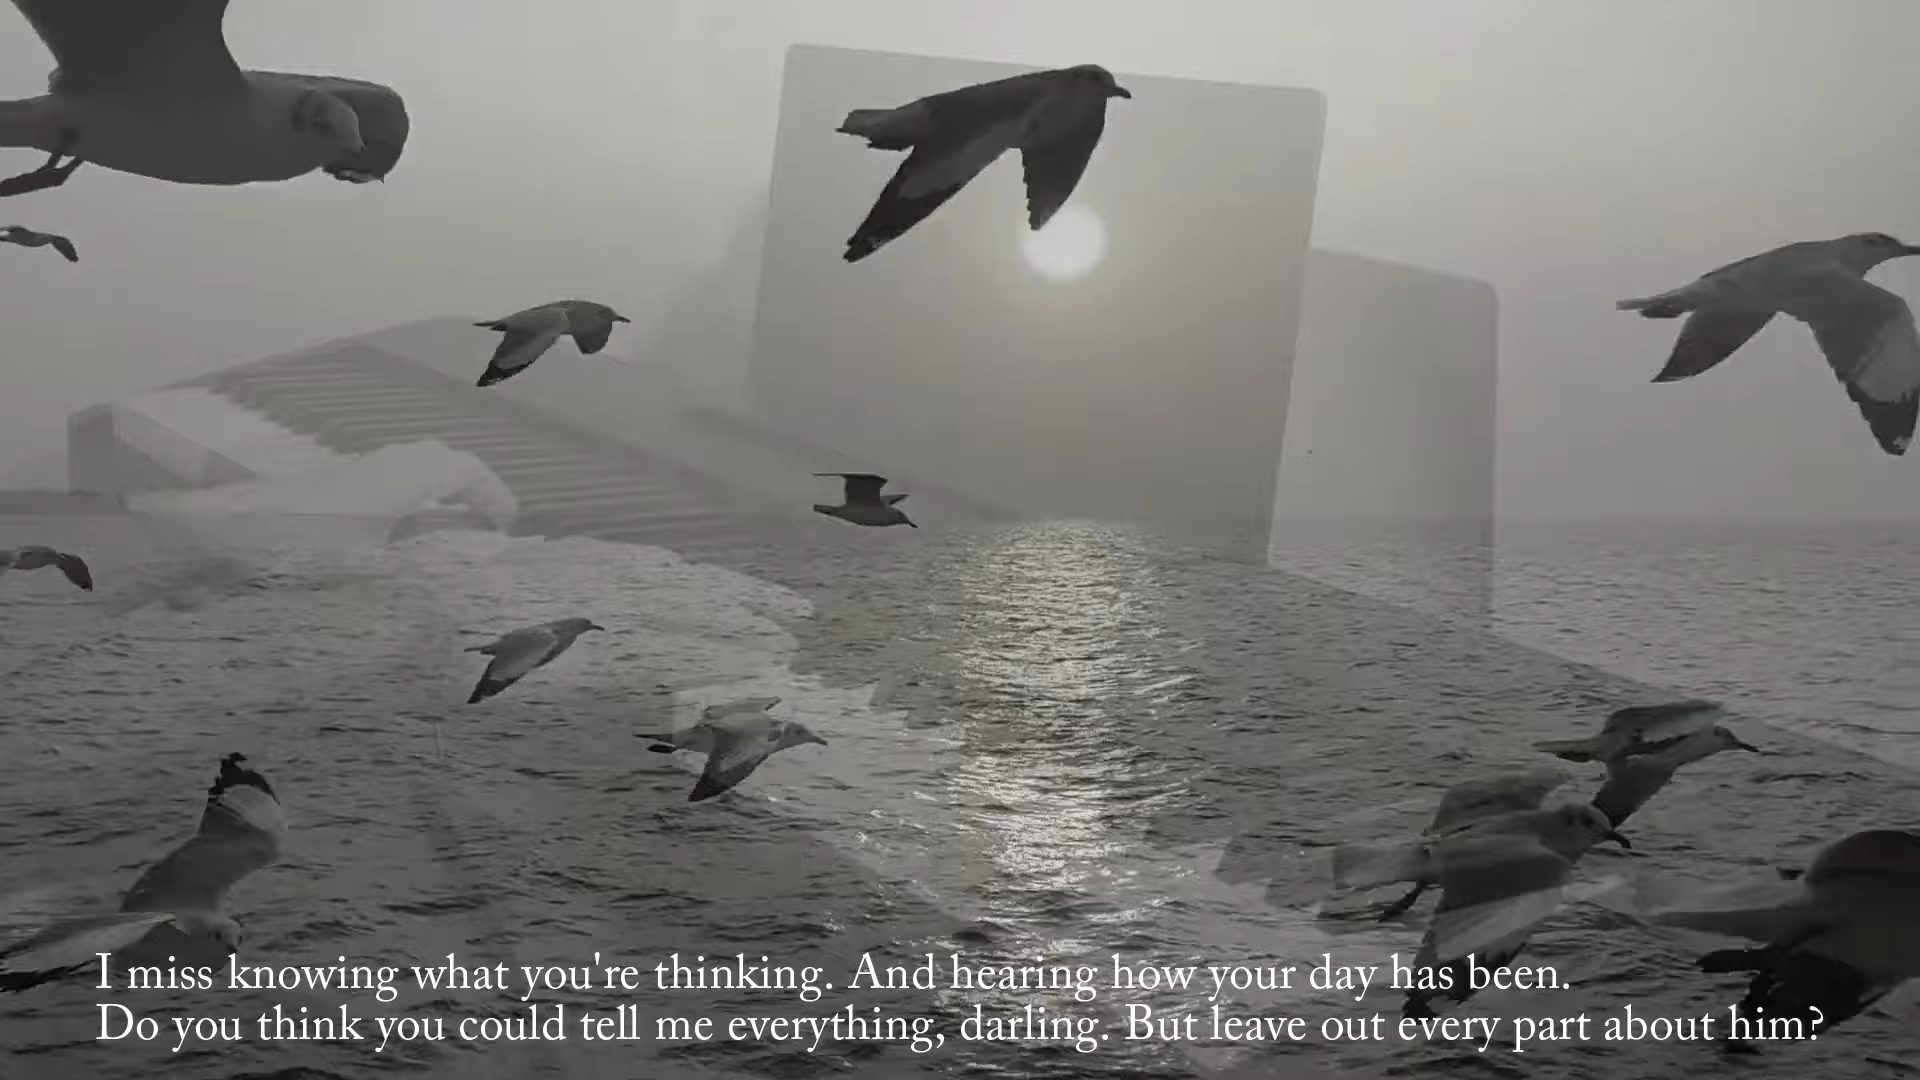 I miss knowing what you're thinking. And hearing how your day has been.
Do you think you could tell me everything, darling. But leave out every part about him?